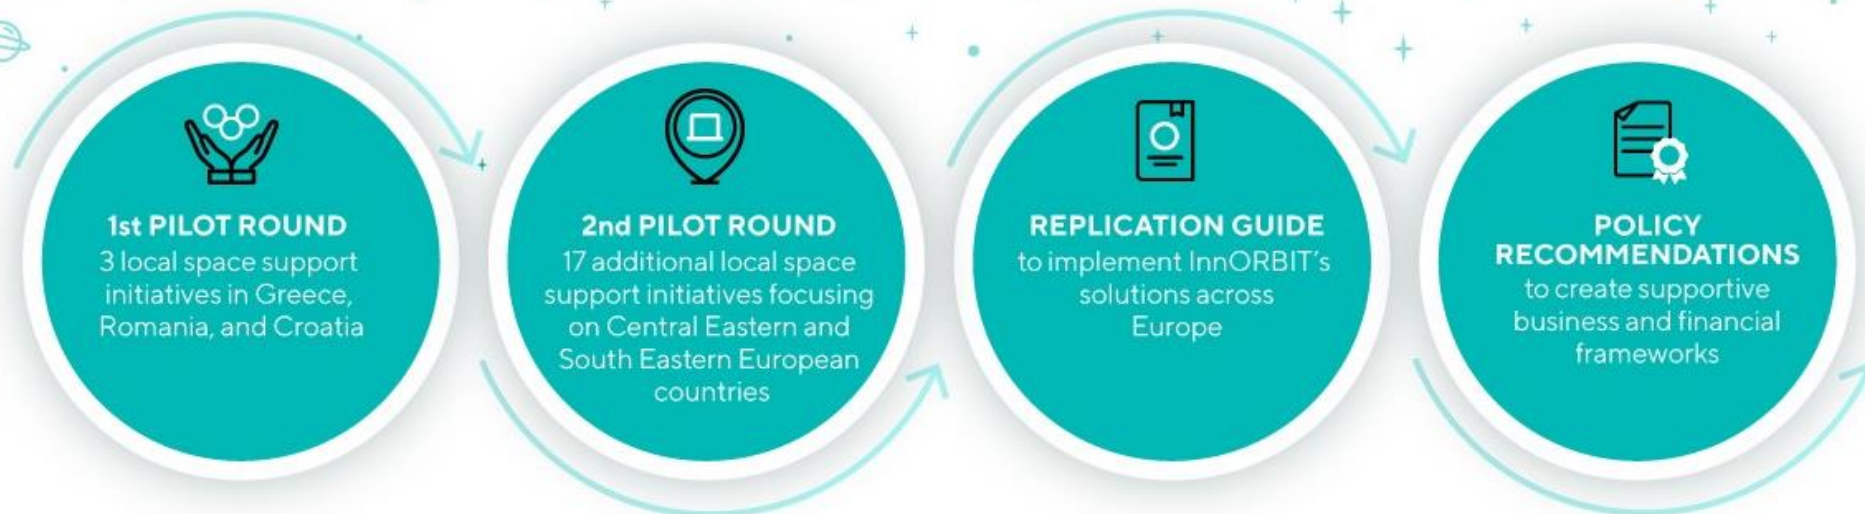 1st PILOT ROUND
3 local space support
initiatives in Greece,
Romania, and Croatia
2nd PILOT ROUND
17 additional local space
support initiatives focusing
on Central Eastern and
South Eastern European
countries
REPLICATION GUIDE
to implement InnORBIT's
solutions across
Europe
POLICY
RECOMMENDATIONS
to create supportive
business and financial
frameworks